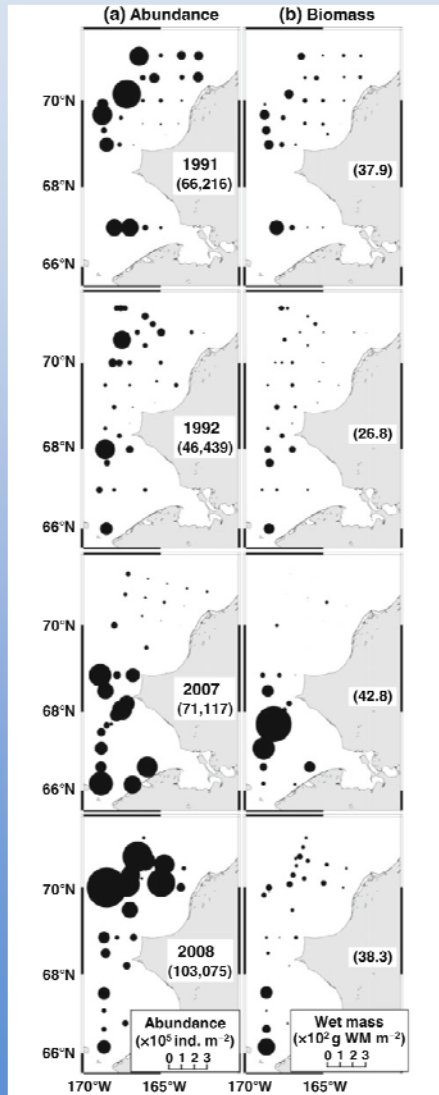 (a) Abundance (b) Biomass
70°N
68°N
66°N
1991
(66,216)
(37.9)
70°N
68°N
66°N
1992
(46,439)
(26.8)
70°N
68°N
66°N
2007
(71,117)
(42.8)
70°N
68°N
66°N
2008
(103,075)
(38.3)
Abundance
(×10⁵ ind. m⁻²)
0 1 2 3
Wet mass
(×10² g WM m⁻²)
0 1 2 3
170°W 165°W 170°W 165°W